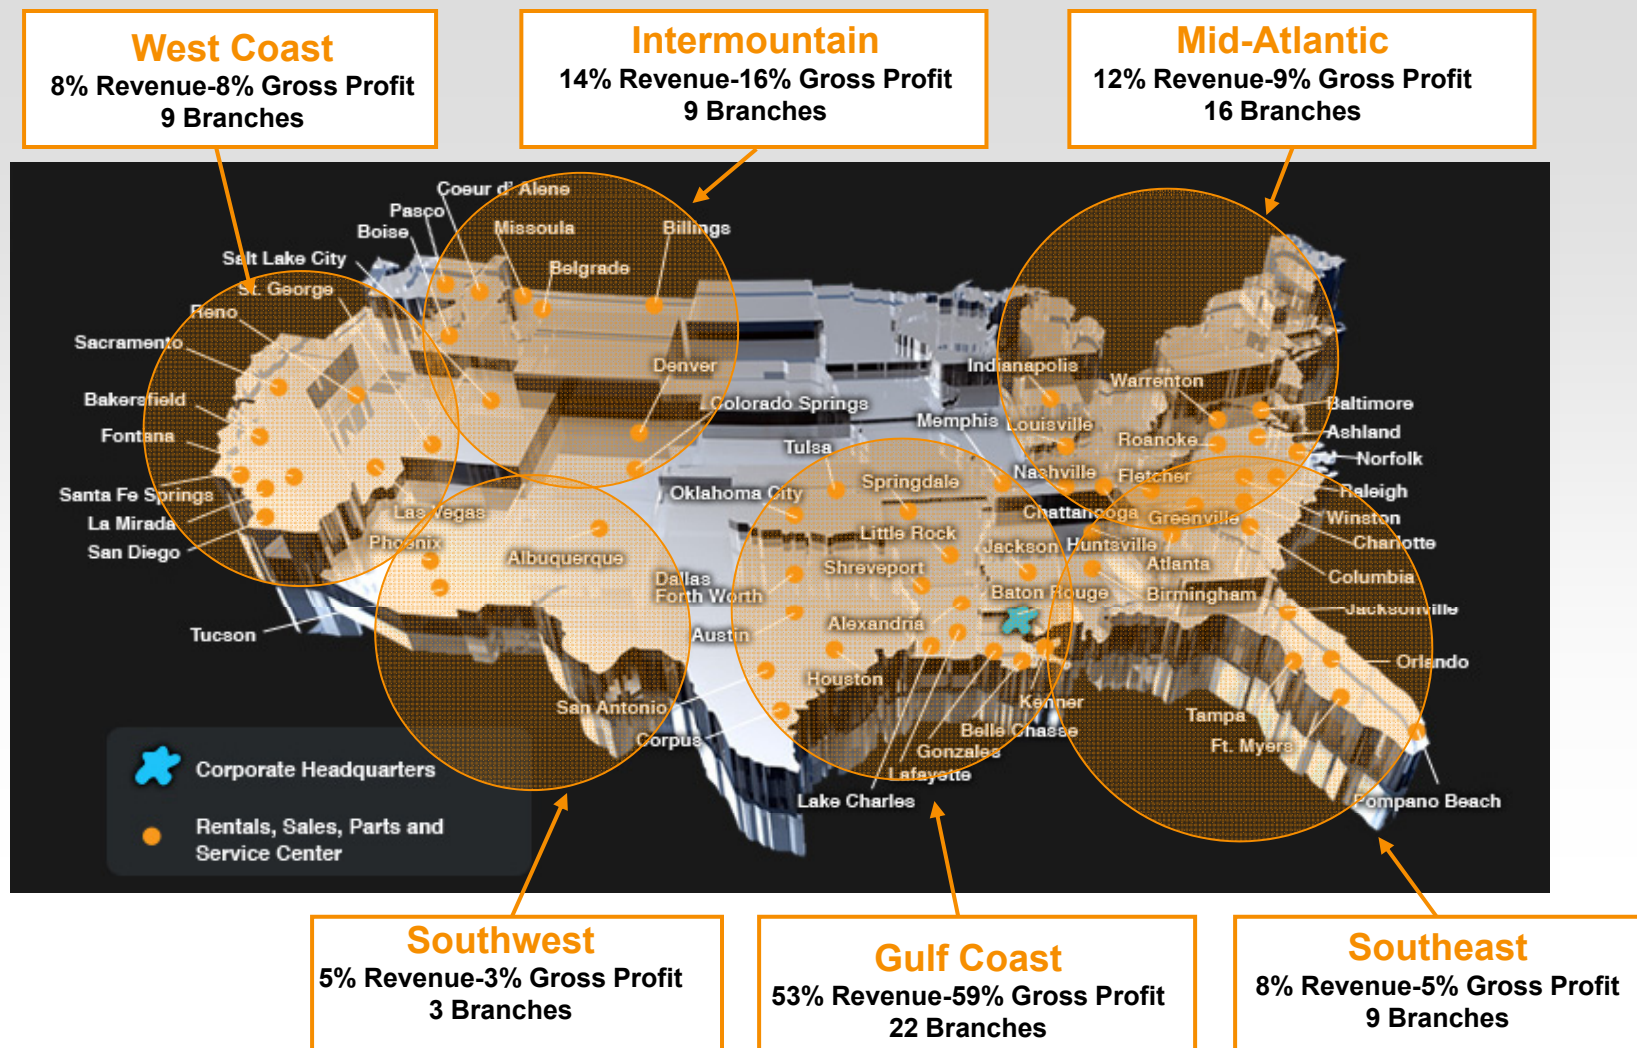 West Coast
8% Revenue-8% Gross Profit
9 Branches
Intermountain
14% Revenue-16% Gross Profit
9 Branches
Mid-Atlantic
12% Revenue-9% Gross Profit
16 Branches
Coeur d' Alene
Pasco
Boise
Missoula
Billings
Salt Lake City
Belgrade
St. George
Reno
Sacramento
Denver
Indianapolis
Warrenton
Bakersfield
Colorado Springs
Baltimore
Fontana
Memphis
Louisville
Roanoke
Ashland
Tulsa
Norfolk
Santa Fe Springs
Oklahoma City
Springdale
Nashville
Fletcher
Raleigh
La Mirada
Las Vegas
Chattanooga
Greenville
Winston
San Diego
Phoenix
Albuquerque
Little Rock
Jackson
Huntsville
Charlotte
Shreveport
Atlanta
Columbia
Dallas
Forth Worth
Baton Rouge
Birmingham
Jacksonville
Tucson
Austin
Alexandria
Orlando
Houston
San Antonio
Kenner
Tampa
Corpus
Belle Chasse
Ft. Myers
Gonzales
Lafayette
Lake Charles
Pompano Beach
Corporate Headquarters
Rentals, Sales, Parts and
Service Center
Southwest
5% Revenue-3% Gross Profit
3 Branches
Gulf Coast
53% Revenue-59% Gross Profit
22 Branches
Southeast
8% Revenue-5% Gross Profit
9 Branches